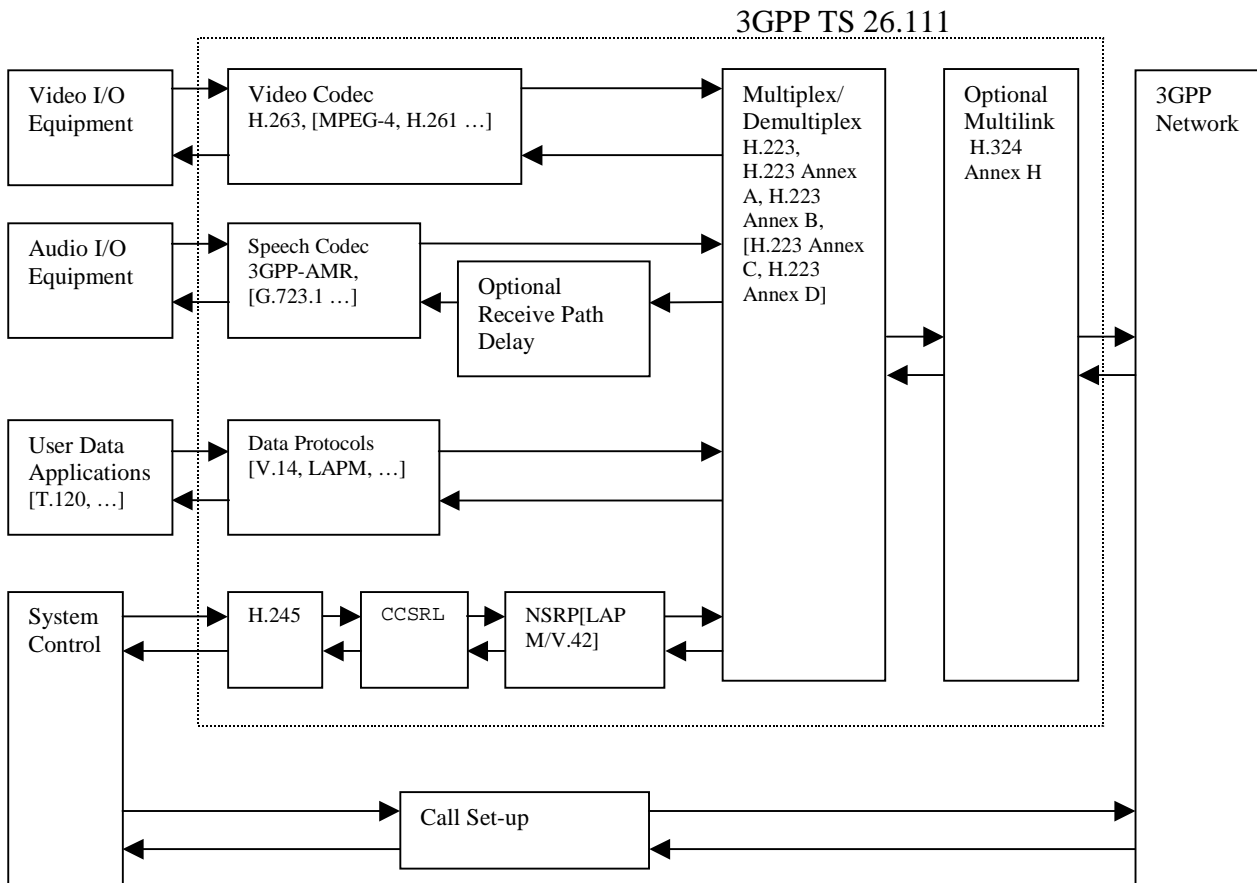 3GPP TS 26.111
Video I/O
Equipment
Video Codec
H.263, [MPEG-4, H.261 …]
Multiplex/
Demultiplex
H.223,
H.223 Annex
A, H.223
Annex B,
[H.223 Annex
C, H.223
Annex D]
Optional
Multilink
H.324
Annex H
3GPP
Network
Audio I/O
Equipment
Speech Codec
3GPP-AMR,
[G.723.1 …]
Optional
Receive Path
Delay
User Data
Applications
[T.120, …]
Data Protocols
[V.14, LAPM, …]
System
Control
H.245
CCSRL
NSRP[LAP
M/V.42]
Call Set-up